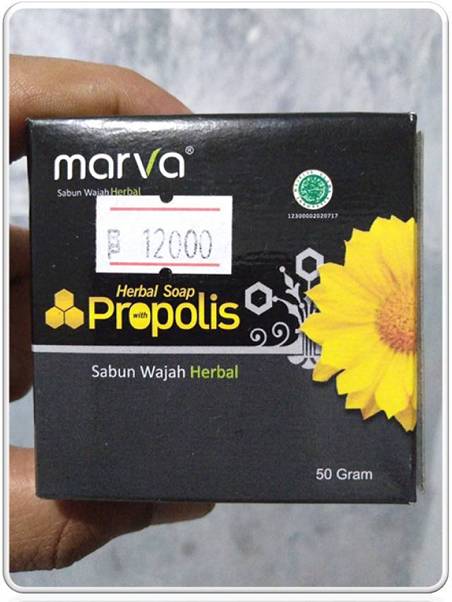 marva®
Sabun Wajah Herbal
12300002020717
B 12000
Herbal Soap
with
Propolis
Sabun Wajah Herbal
50 Gram